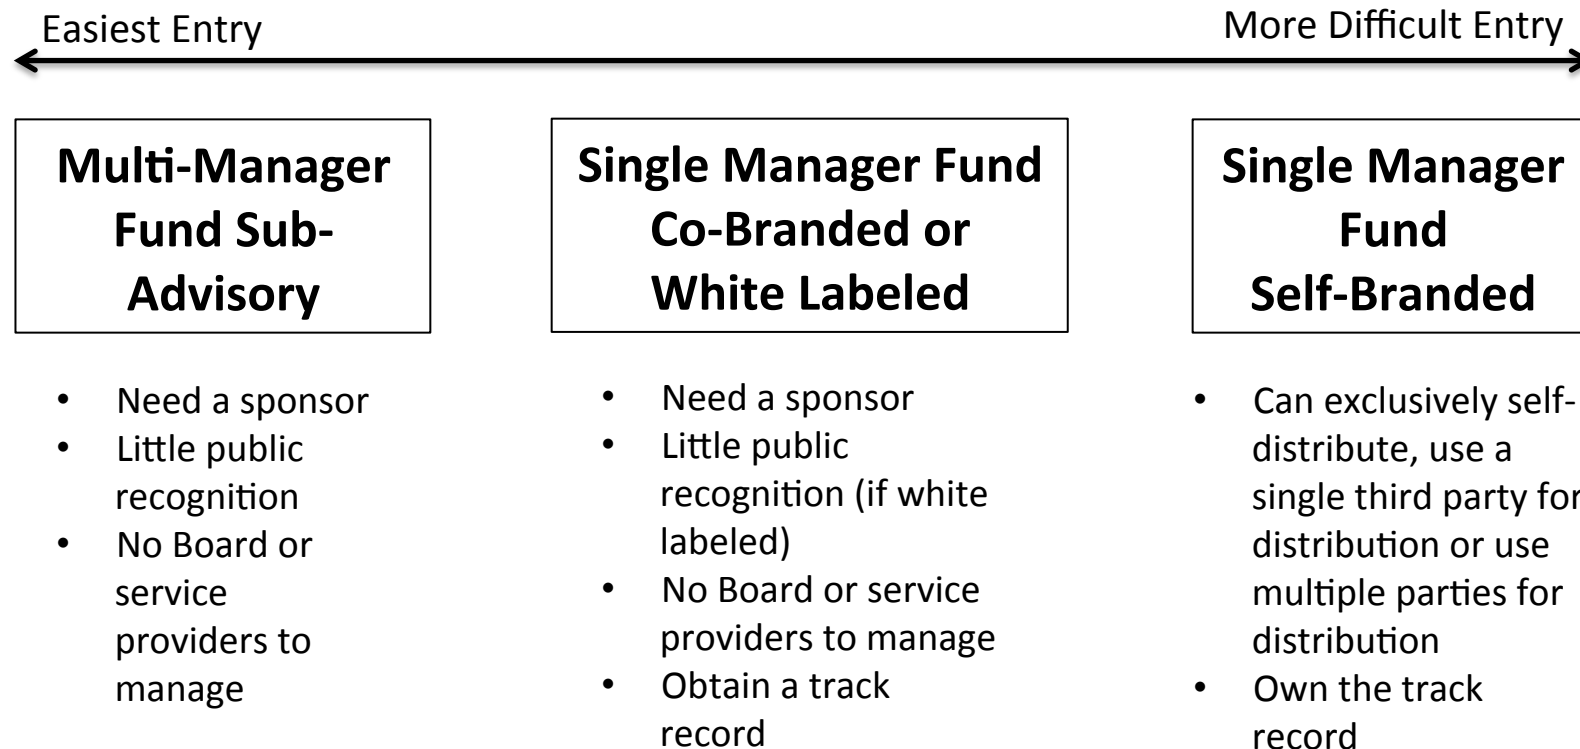 Easiest Entry
More Difficult Entry
Multi-Manager
Fund Sub-
Advisory
• Need a sponsor
• Little public
recognition
• No Board or
service
providers to
manage
Single Manager Fund
Co-Branded or
White Labeled
• Need a sponsor
• Little public
recognition (if white
labeled)
• No Board or service
providers to manage
• Obtain a track
record
Single Manager
Fund
Self-Branded
• Can exclusively self-
distribute, use a
single third party for
distribution or use
multiple parties for
distribution
• Own the track
record